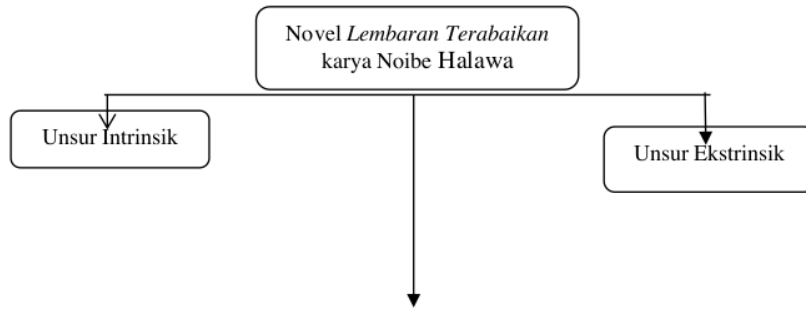 Novel Lembaran Terabaikan
karya Noibe Halawa
Unsur Intrinsik
Unsur Ekstrinsik